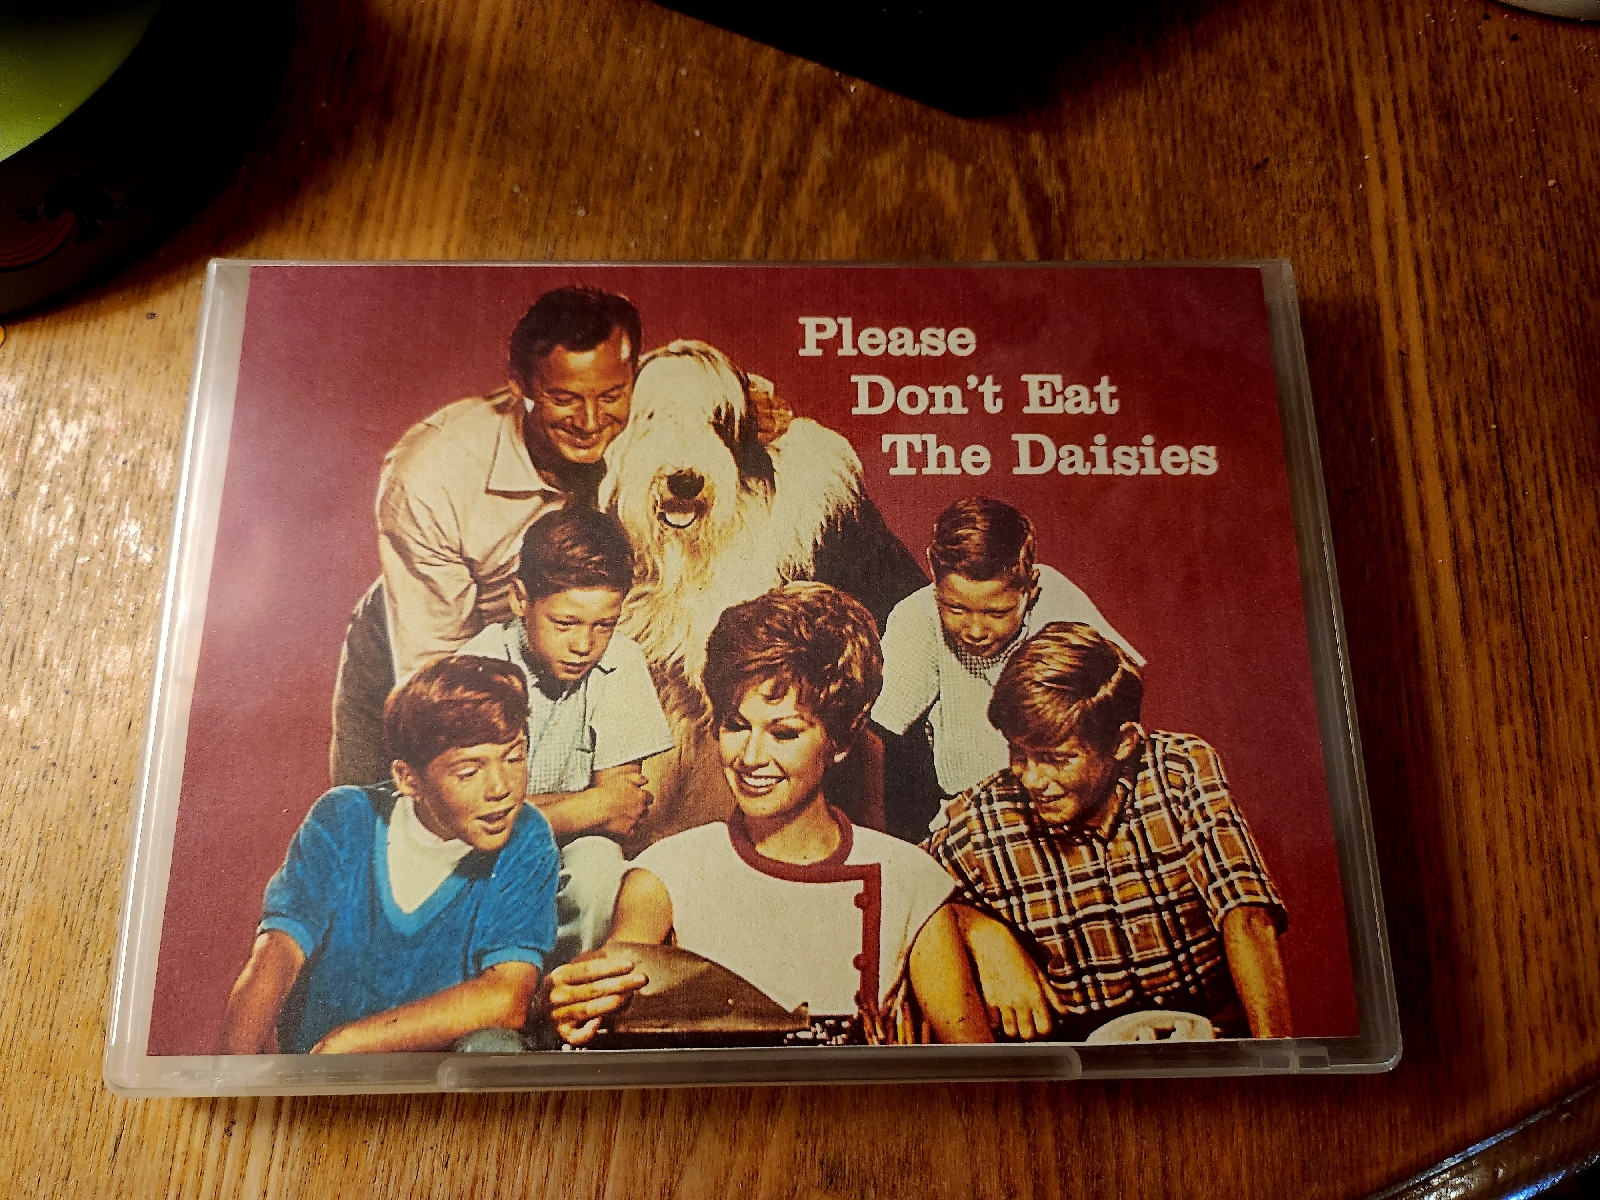 Please
Don't Eat
The Daisies